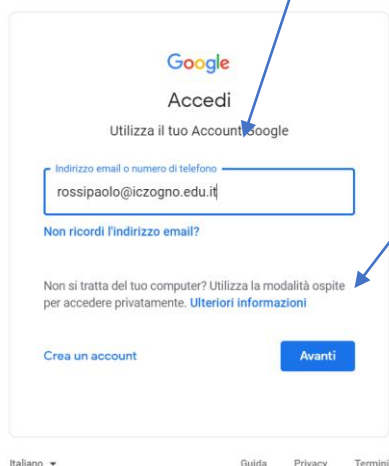 Google
Accedi
Utilizza il tuo Account Google
Indirizzo email o numero di telefono
rossipaolo@iczogno.edu.it
Non ricordi l'indirizzo email?
Non si tratta del tuo computer? Utilizza la modalità ospite
per accedere privatamente. Ulteriori informazioni
Crea un account
Avanti
Italiano
Guida Privacy Termini